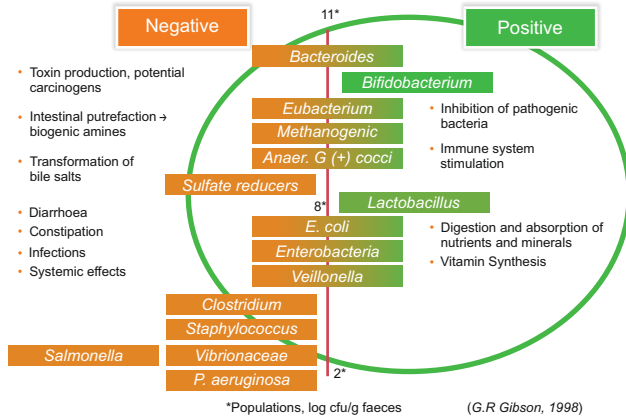 Negative
11*
Positive
Bacteroides
• Toxin production, potential
carcinogens
• Intestinal putrefaction →
biogenic amines
• Transformation of
bile salts
• Diarrhoea
• Constipation
• Infections
• Systemic effects
Bifidobacterium
Eubacterium
Methanogenic
Anaer. G (+) cocci
Sulfate reducers
8*
Lactobacillus
E. coli
Enterobacteria
Veillonella
• Inhibition of pathogenic
bacteria
• Immune system
stimulation
• Digestion and absorption of
nutrients and minerals
• Vitamin Synthesis
Clostridium
Staphylococcus
Salmonella
Vibrionaceae
P. aeruginosa
2*
*Populations, log cfu/g faeces
(G.R Gibson, 1998)